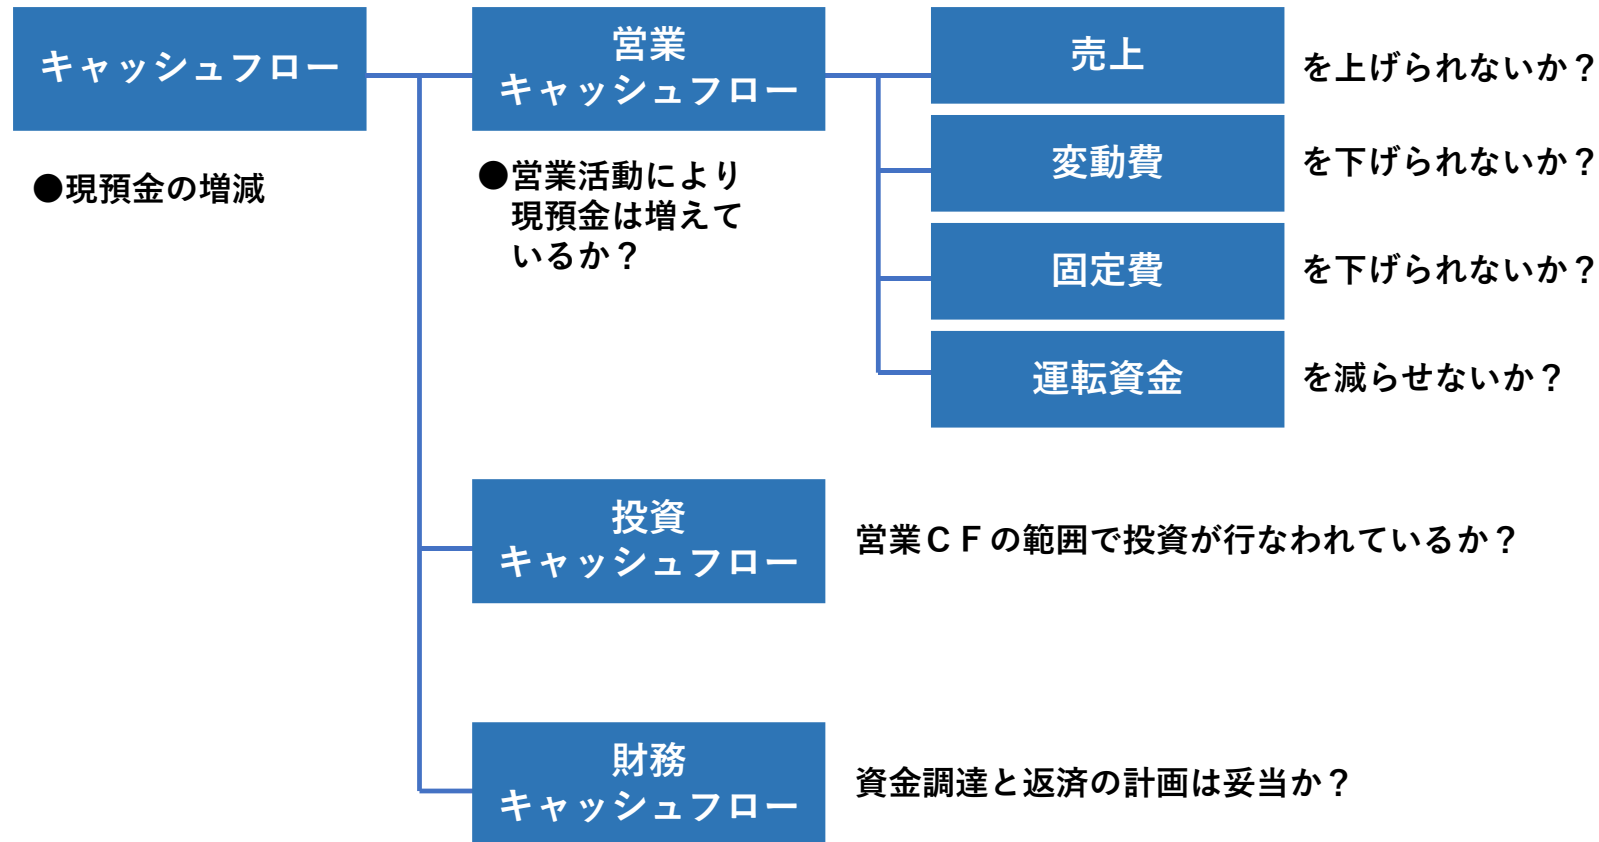 キャッシュフロー
●現預金の増減
営業
キャッシュフロー
●営業活動により
現預金は増えて
いるか？
売上
を上げられないか？
変動費
を下げられないか？
固定費
を下げられないか？
運転資金
を減らせないか？
投資
キャッシュフロー
営業ＣＦの範囲で投資が行なわれているか？
財務
キャッシュフロー
資金調達と返済の計画は妥当か？